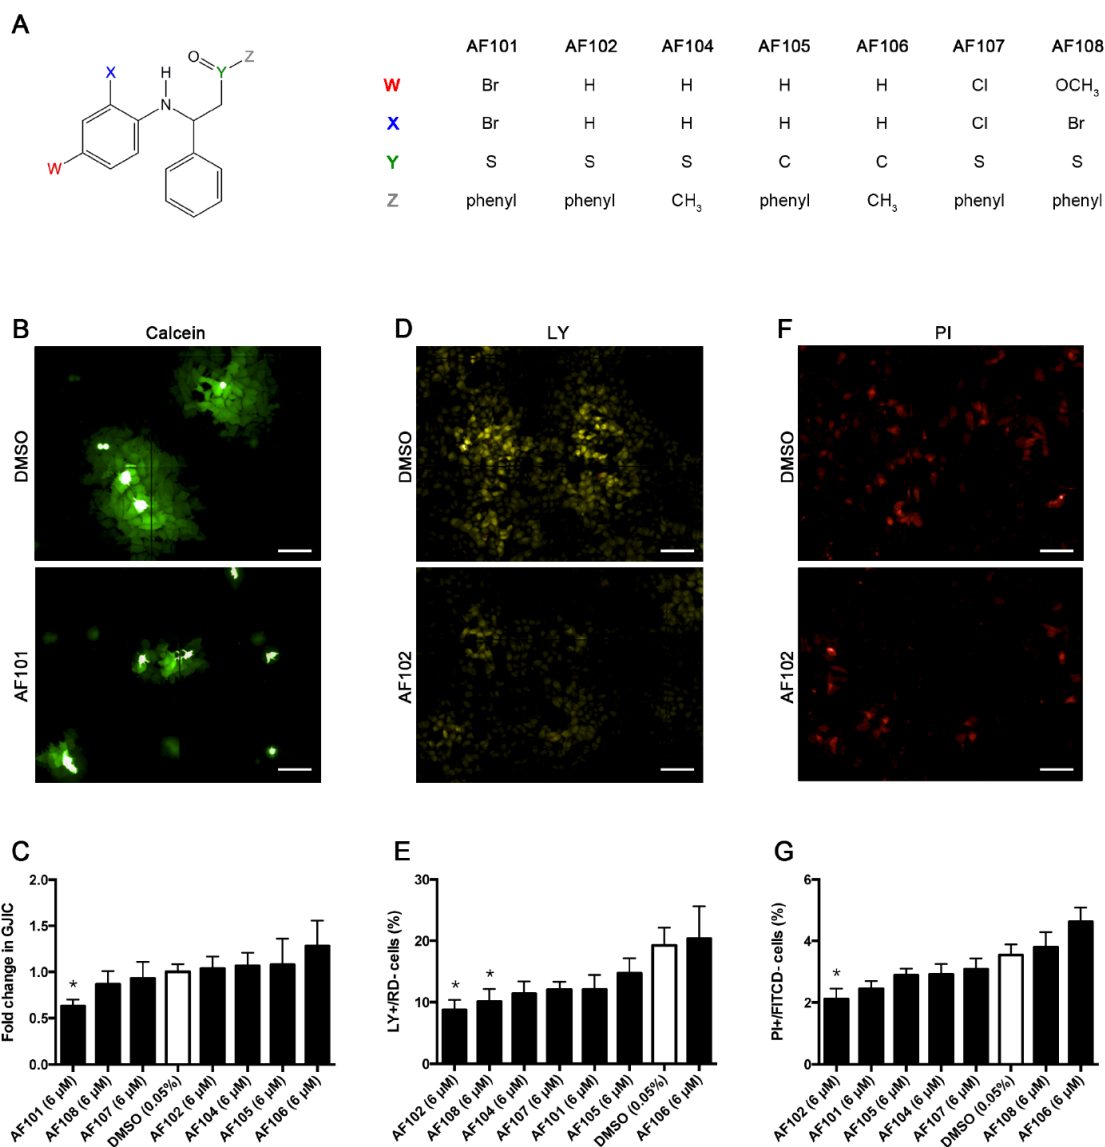 A
O
Z
X
H
Y
N
W
AF101 AF102 AF104 AF105 AF106 AF107 AF108
W Br H H H H Cl OCH3
X Br H H H H Cl Br
Y S S S C C S S
Z phenyl phenyl CH3 phenyl CH3 phenyl phenyl
B
Calcein
DMSO
AF101
D
LY
DMSO
AF102
F
PI
DMSO
AF102
C
Fold change in GJIC
2.0
1.5
1.0
0.5
0.0
*
AF101 (6 µM)
AF108 (6 µM)
AF107 (6 µM)
DMSO (0.05%)
AF102 (6 µM)
AF104 (6 µM)
AF105 (6 µM)
AF106 (6 µM)
E
LY+/RD- cells (%)
30
20
10
0
*
*
AF102 (6 µM)
AF108 (6 µM)
AF104 (6 µM)
AF107 (6 µM)
AF101 (6 µM)
AF105 (6 µM)
DMSO (0.05%)
AF106 (6 µM)
G
PI+/FITCD- cells (%)
6
4
2
0
*
AF102 (6 µM)
AF101 (6 µM)
AF105 (6 µM)
AF104 (6 µM)
AF107 (6 µM)
DMSO (0.05%)
AF108 (6 µM)
AF106 (6 µM)